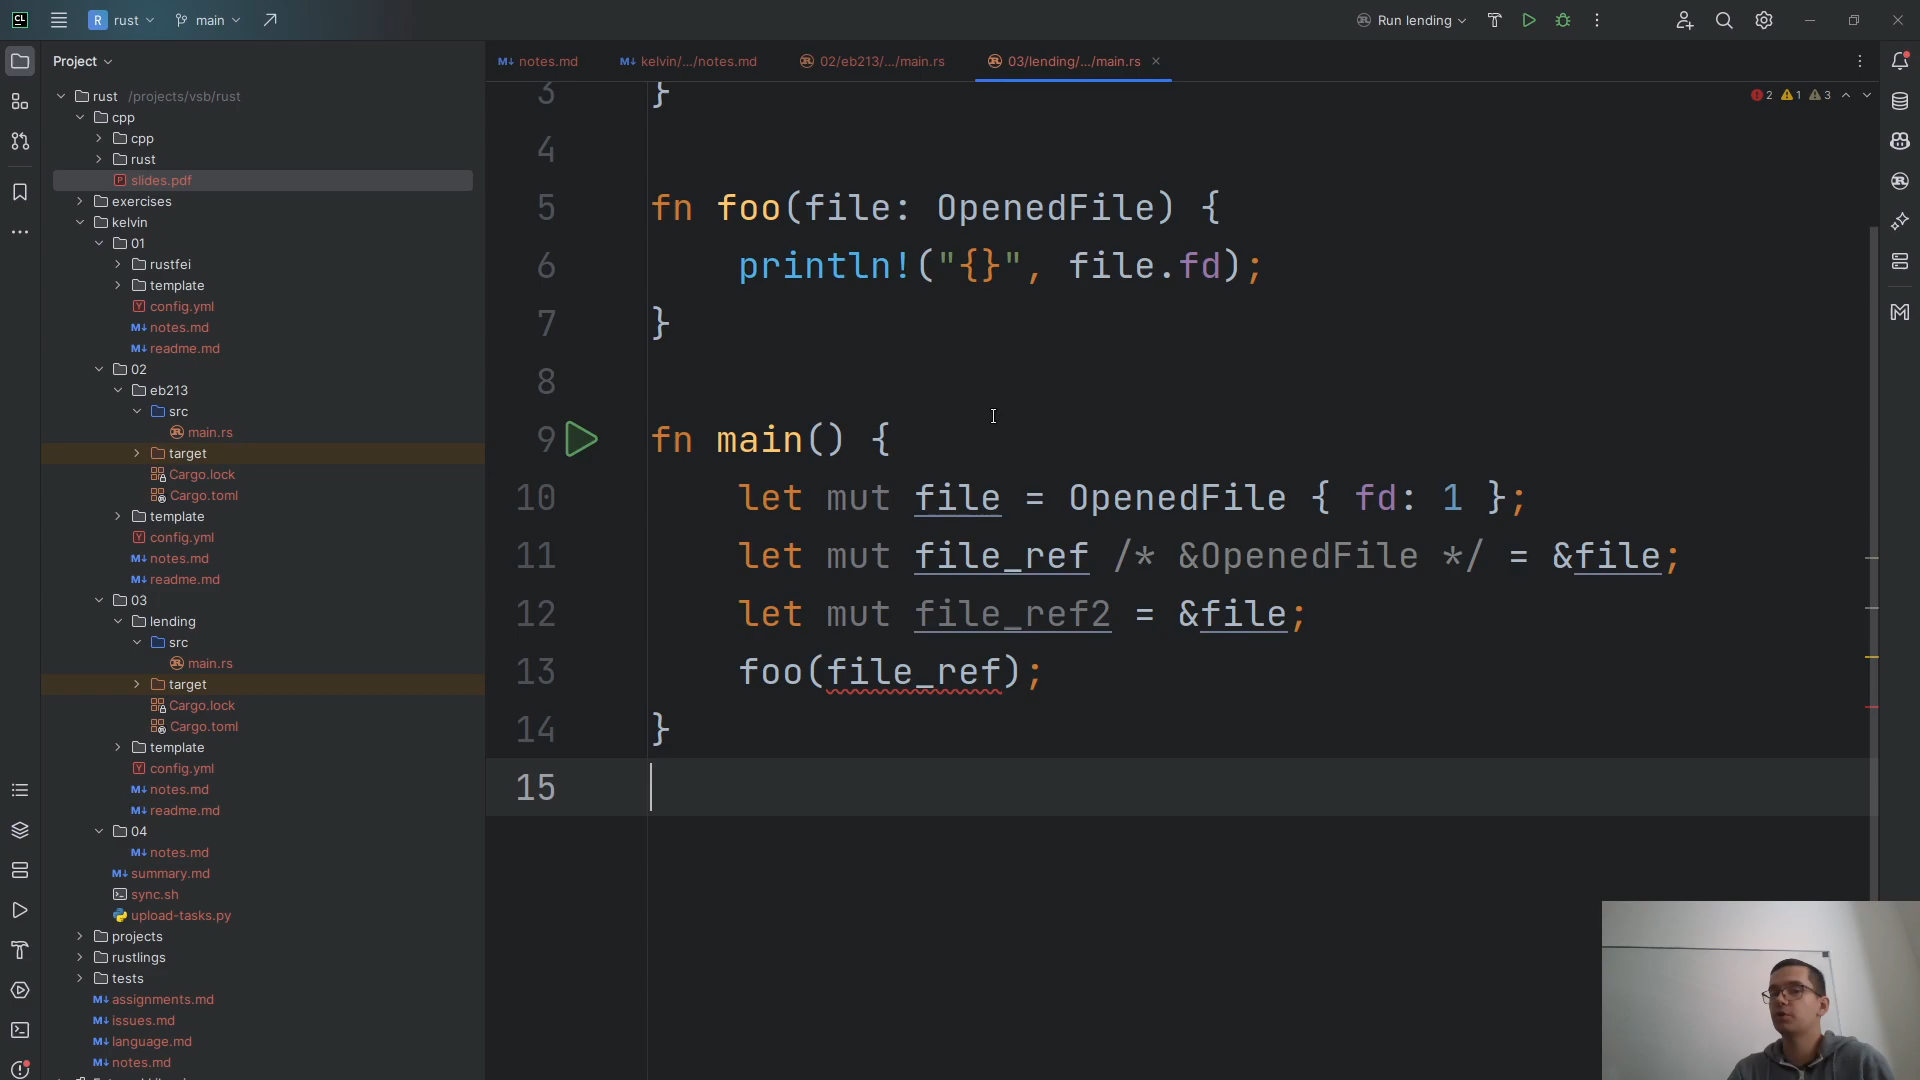 CL
R rust
main
Run lending
Project
notes.md
kelvin/.../notes.md
02/eb213/.../main.rs
03/lending/.../main.rs
2 1 3
rust /projects/vsb/rust
cpp
cpp
rust
slides.pdf
exercises
kelvin
01
rustfei
template
config.yml
notes.md
readme.md
02
eb213
src
main.rs
target
Cargo.lock
Cargo.toml
template
config.yml
notes.md
readme.md
03
lending
src
main.rs
target
Cargo.lock
Cargo.toml
template
config.yml
notes.md
readme.md
04
notes.md
summary.md
sync.sh
upload-tasks.py
projects
rustlings
tests
assignments.md
issues.md
language.md
notes.md
3 }
4
5 fn foo(file: OpenedFile) {
6 println!("{}", file.fd);
7 }
8
9 fn main() {
10 let mut file = OpenedFile { fd: 1 };
11 let mut file_ref /* &OpenedFile */ = &file;
12 let mut file_ref2 = &file;
13 foo(file_ref);
14 }
15